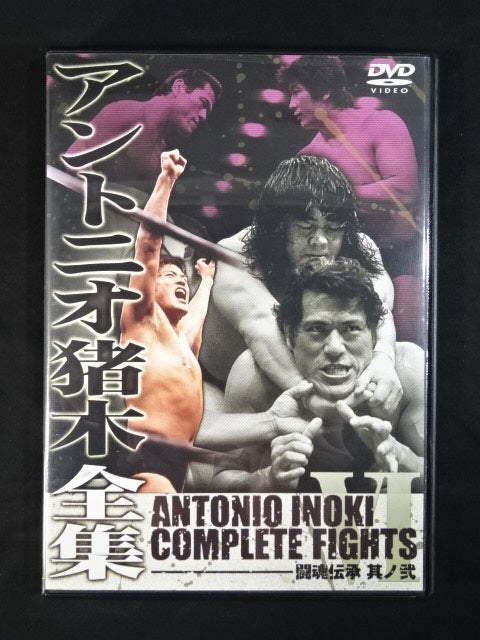 DVD
VIDEO
アントニオ猪木全集
VI
ANTONIO INOKI
COMPLETE FIGHTS
闘魂伝承 其ノ弐